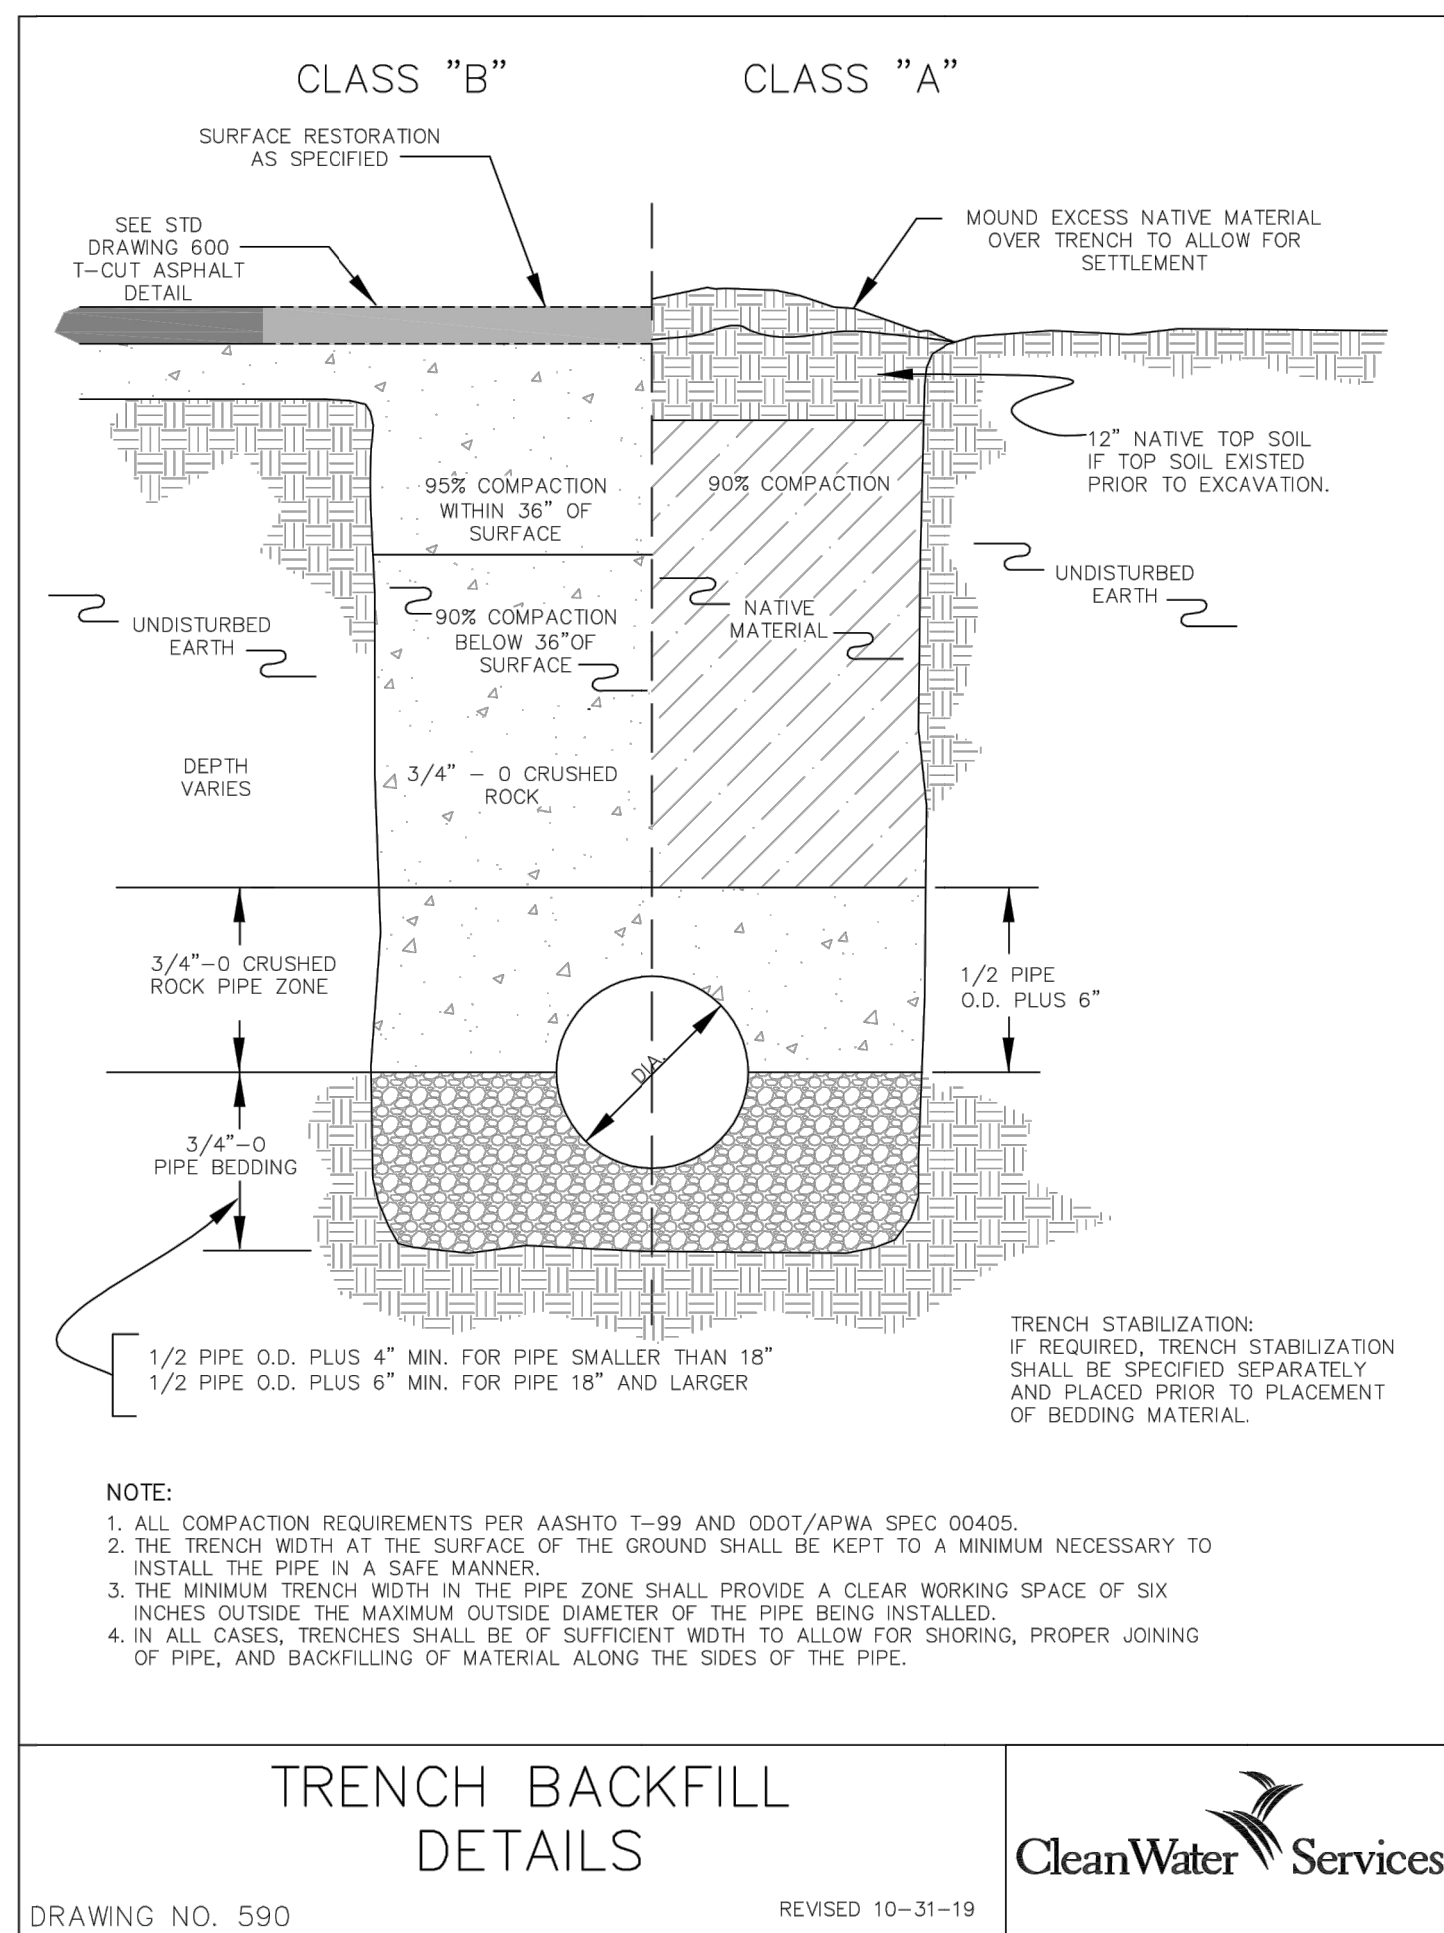 CLASS "B"
CLASS "A"
SURFACE RESTORATION
AS SPECIFIED
SEE STD
DRAWING 600
T-CUT ASPHALT
DETAIL
MOUND EXCESS NATIVE MATERIAL
OVER TRENCH TO ALLOW FOR
SETTLEMENT
12" NATIVE TOP SOIL
IF TOP SOIL EXISTED
PRIOR TO EXCAVATION.
95% COMPACTION
WITHIN 36" OF
SURFACE
90% COMPACTION
UNDISTURBED
EARTH
90% COMPACTION
BELOW 36"OF
SURFACE
NATIVE
MATERIAL
UNDISTURBED
EARTH
DEPTH
VARIES
3/4" - 0 CRUSHED
ROCK
3/4"-0 CRUSHED
ROCK PIPE ZONE
1/2 PIPE
O.D. PLUS 6"
DIA.
3/4"-0
PIPE BEDDING
1/2 PIPE O.D. PLUS 4" MIN. FOR PIPE SMALLER THAN 18"
1/2 PIPE O.D. PLUS 6" MIN. FOR PIPE 18" AND LARGER
TRENCH STABILIZATION:
IF REQUIRED, TRENCH STABILIZATION
SHALL BE SPECIFIED SEPARATELY
AND PLACED PRIOR TO PLACEMENT
OF BEDDING MATERIAL.
NOTE:
1. ALL COMPACTION REQUIREMENTS PER AASHTO T-99 AND ODOT/APWA SPEC 00405.
2. THE TRENCH WIDTH AT THE SURFACE OF THE GROUND SHALL BE KEPT TO A MINIMUM NECESSARY TO
INSTALL THE PIPE IN A SAFE MANNER.
3. THE MINIMUM TRENCH WIDTH IN THE PIPE ZONE SHALL PROVIDE A CLEAR WORKING SPACE OF SIX
INCHES OUTSIDE THE MAXIMUM OUTSIDE DIAMETER OF THE PIPE BEING INSTALLED.
4. IN ALL CASES, TRENCHES SHALL BE OF SUFFICIENT WIDTH TO ALLOW FOR SHORING, PROPER JOINING
OF PIPE, AND BACKFILLING OF MATERIAL ALONG THE SIDES OF THE PIPE.
TRENCH BACKFILL
DETAILS
DRAWING NO. 590
REVISED 10-31-19
CleanWater Services